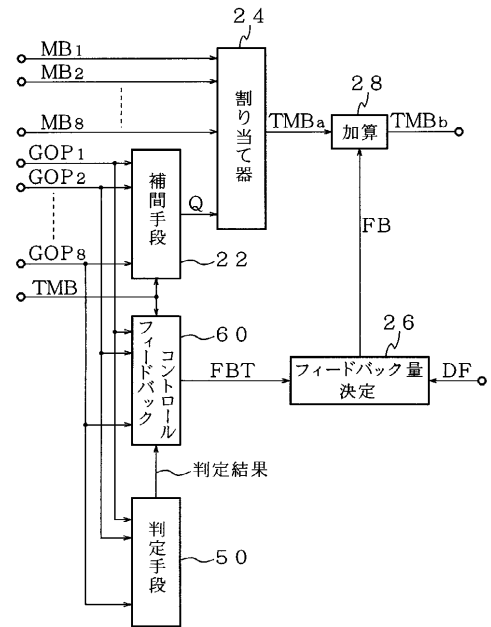 24
MB1
MB2
MB8
割り当て器
TMBa
28
加算
TMBb
GOP1
GOP2
GOP8
補間手段
Q
22
FB
TMB
60
フィードバック
コントロール
FBT
26
フィードバック量
決定
DF
判定結果
判定手段
50